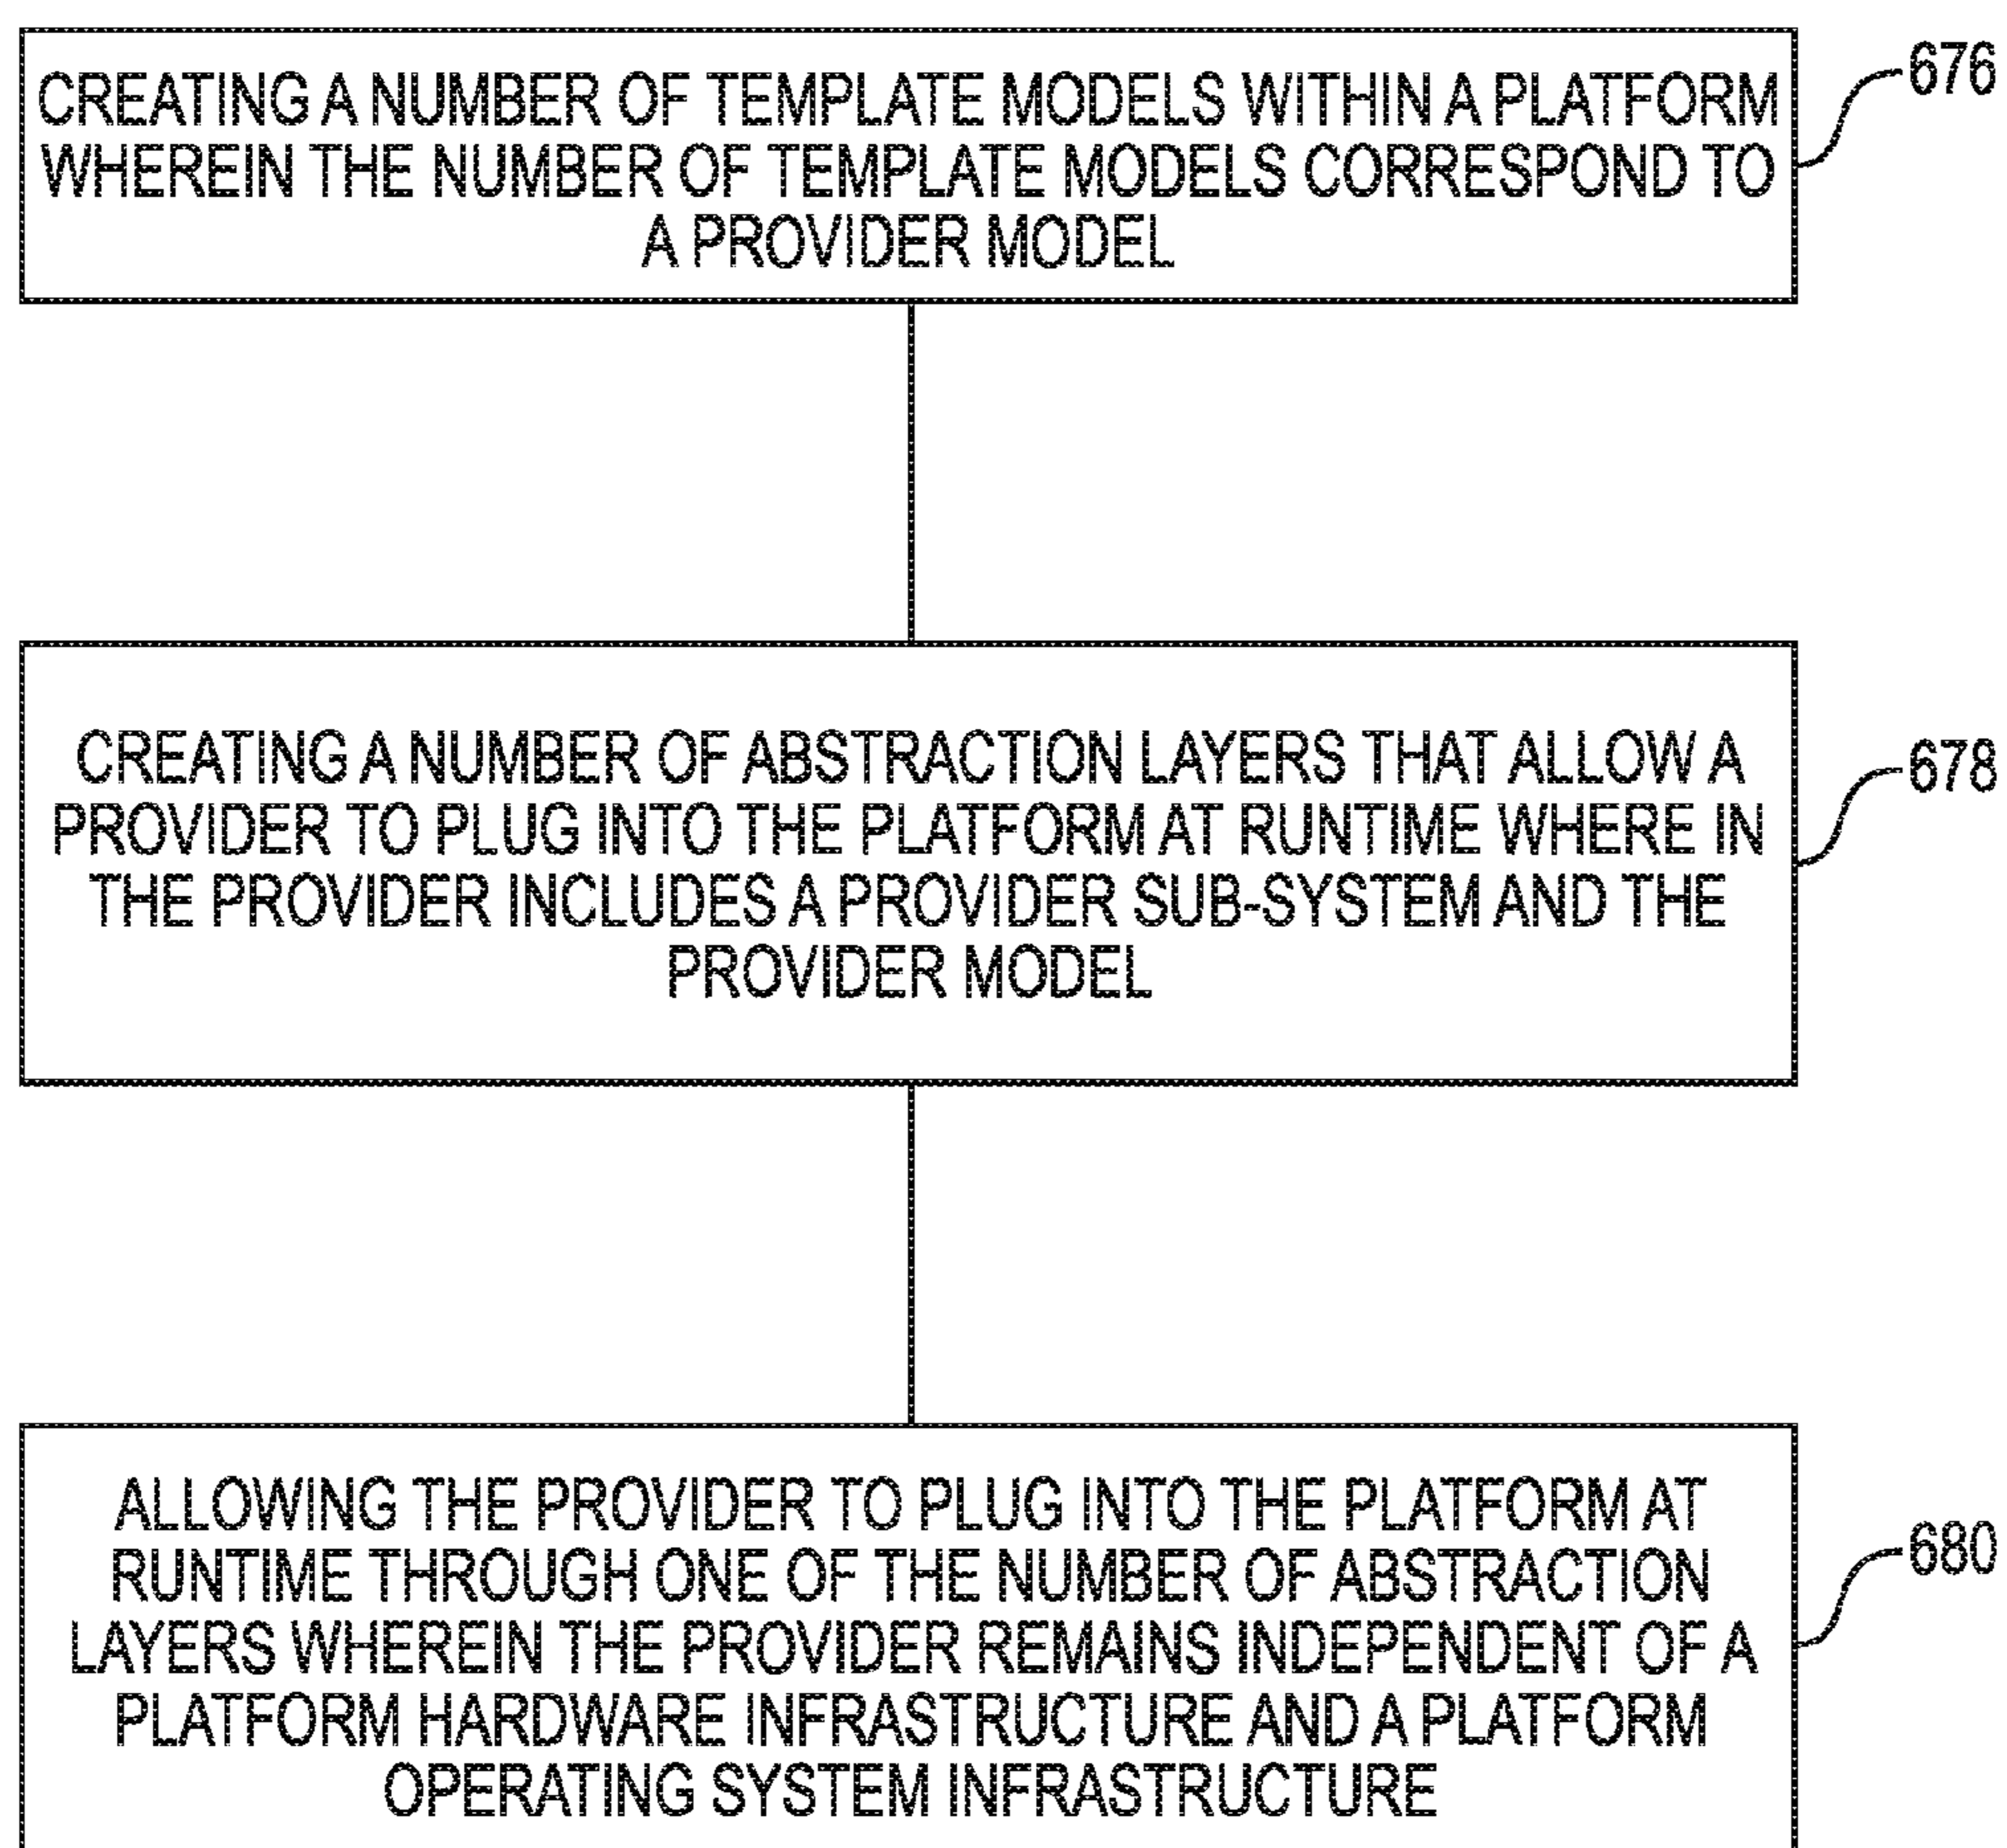 CREATING A NUMBER OF TEMPLATE MODELS WITHIN A PLATFORM
WHEREIN THE NUMBER OF TEMPLATE MODELS CORRESPOND TO
A PROVIDER MODEL
676
CREATING A NUMBER OF ABSTRACTION LAYERS THAT ALLOW A
PROVIDER TO PLUG INTO THE PLATFORM AT RUNTIME WHERE IN
THE PROVIDER INCLUDES A PROVIDER SUB-SYSTEM AND THE
PROVIDER MODEL
678
ALLOWING THE PROVIDER TO PLUG INTO THE PLATFORM AT
RUNTIME THROUGH ONE OF THE NUMBER OF ABSTRACTION
LAYERS WHEREIN THE PROVIDER REMAINS INDEPENDENT OF A
PLATFORM HARDWARE INFRASTRUCTURE AND A PLATFORM
OPERATING SYSTEM INFRASTRUCTURE
680